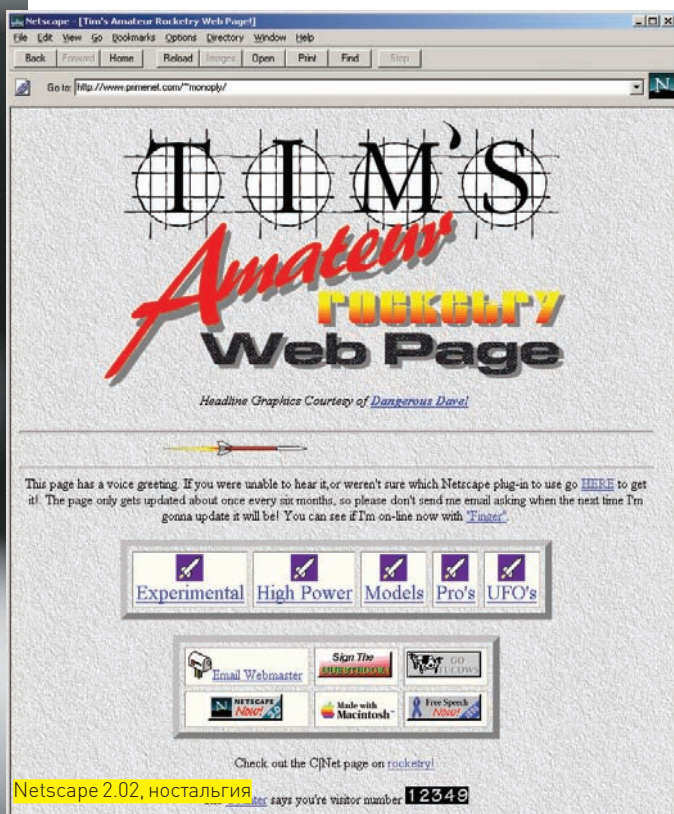 Netscape - [Tim's Amateur Rocketry Web Page!]
File Edit View Go Bookmarks Options Directory Window Help
Back Forward Home Reload Images Open Print Find Stop
Go to: http://www.primenet.com/~monoply/
N
TIM'S
Amateur
rocketry
Web Page
Headline Graphics Courtesy of Dangerous Dave!
This page has a voice greeting. If you were unable to hear it,or weren't sure which Netscape plug-in to use go HERE to get
it!. The page only gets updated about once every six months, so please don't send me email asking when the next time I'm
gonna update it will be! You can see if I'm on-line now with "Finger".
Experimental High Power Models Pro's UFO's
Email Webmaster Sign The GUESTBOOK! GO TUCOWS
N NETSCAPE Now! Made with Macintosh™ Free Speech Now!
Check out the C|Net page on rocketry!
says you're visitor number 12349
Netscape 2.02, ностальгия